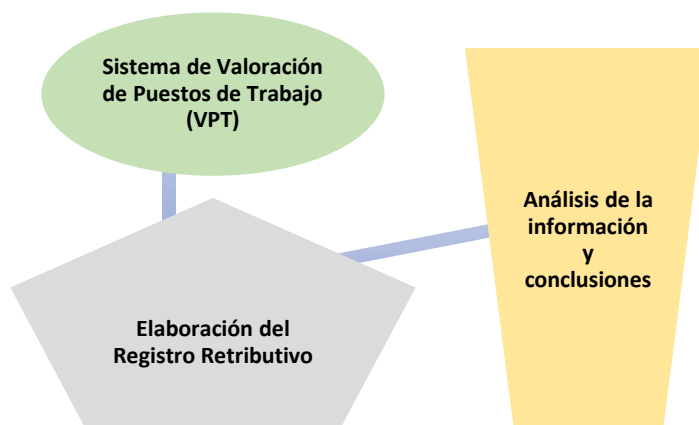 Sistema de Valoración
de Puestos de Trabajo
(VPT)
Elaboración del
Registro Retributivo
Análisis de la
información
y
conclusiones